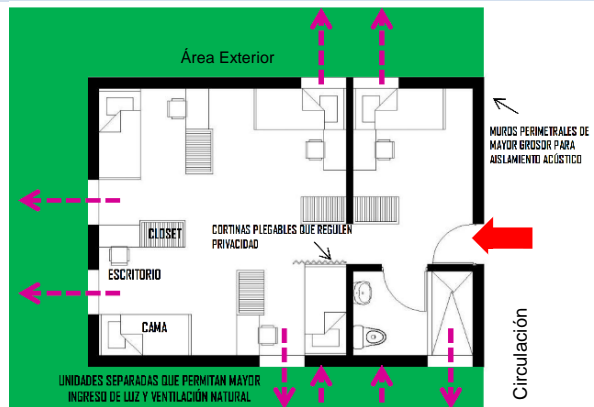 Área Exterior
MUROS PERIMETRALES DE
MAYOR GROSOR PARA
AISLAMIENTO ACÚSTICO
CLOSET
CORTINAS PLEGABLES QUE REGULEN
PRIVACIDAD
ESCRITORIO
CAMA
Circulación
UNIDADES SEPARADAS QUE PERMITAN MAYOR
INGRESO DE LUZ Y VENTILACIÓN NATURAL